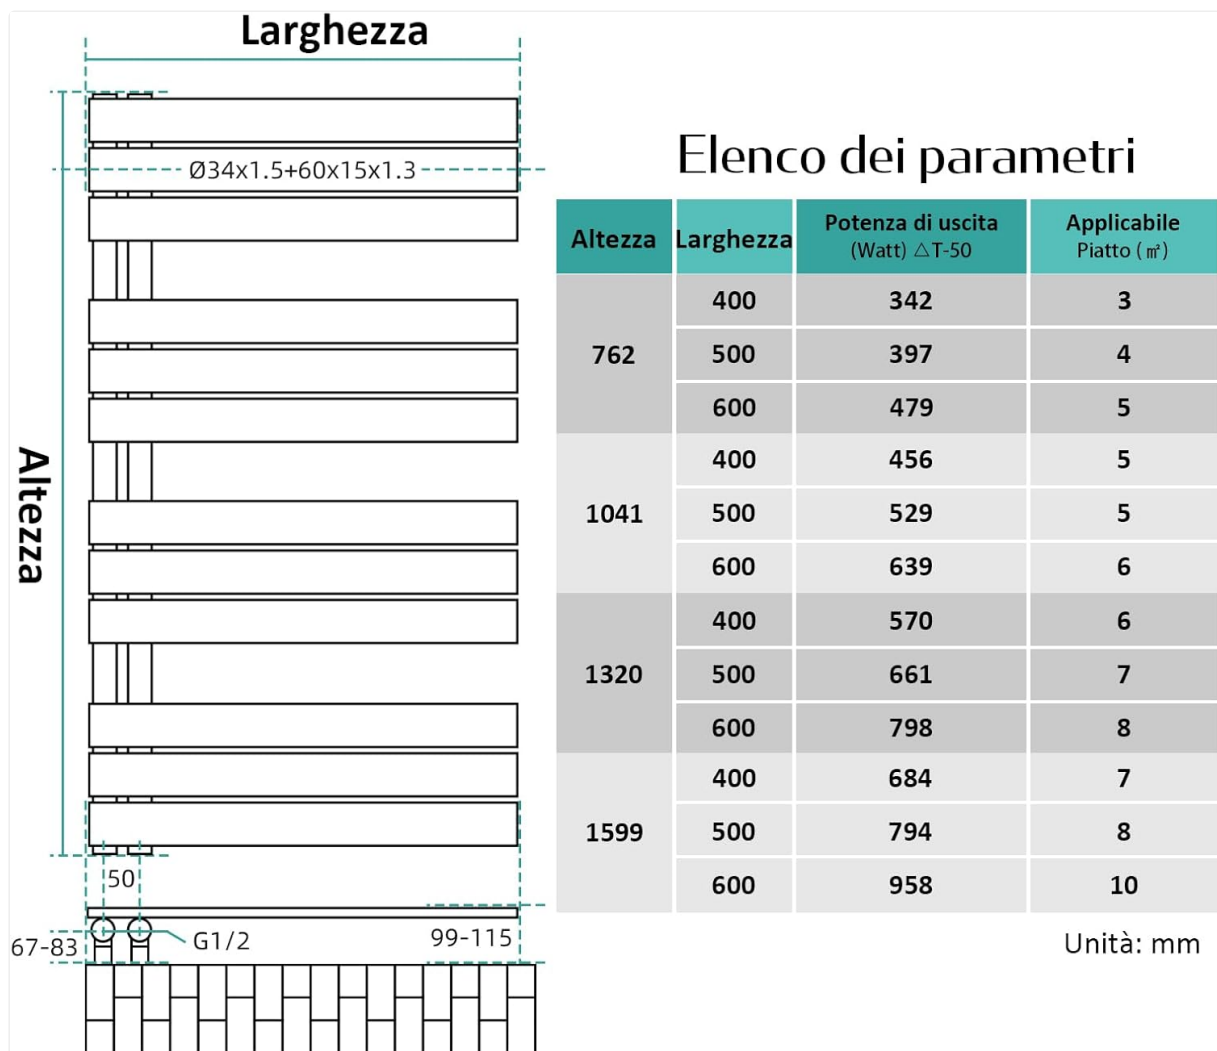 Larghezza
Altezza
Ø34x1.5+60x15x1.3
50
67-83
G1/2
99-115
Elenco dei parametri
Altezza Larghezza Potenza di uscita (Watt) △T-50 Applicabile Piatto (㎡)
762 400 342 3
500 397 4
600 479 5
1041 400 456 5
500 529 5
600 639 6
1320 400 570 6
500 661 7
600 798 8
1599 400 684 7
500 794 8
600 958 10
Unità: mm